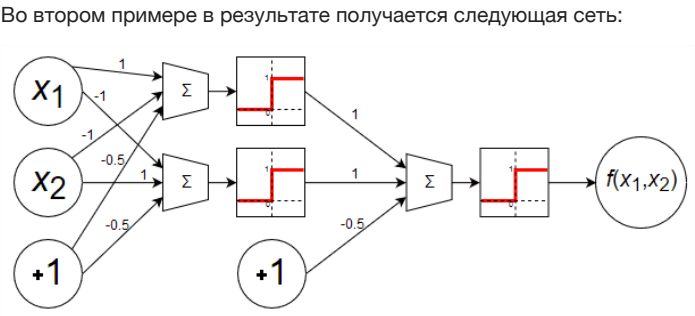 Во втором примере в результате получается следующая сеть:
x1
1
-1
Σ
1
0
-1
1
x2
-0.5
1
Σ
1
0
1
Σ
1
0
f(x1,x2)
-0.5
-0.5
+1
+1